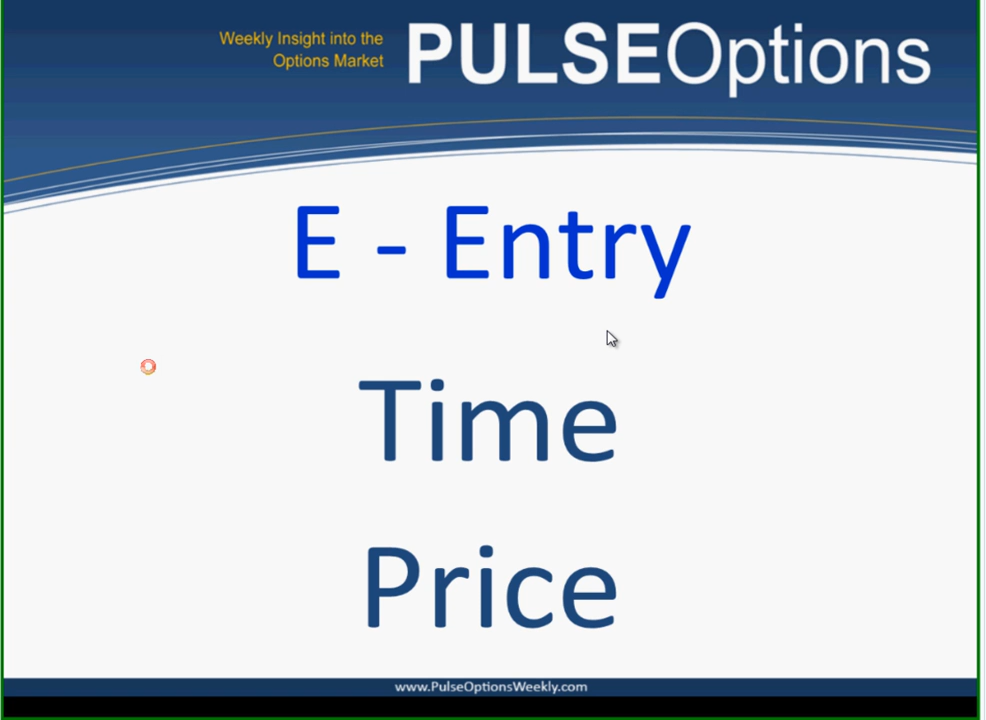 Weekly Insight into the
Options Market
PULSEOptions
E - Entry
Time
Price
www.PulseOptionsWeekly.com